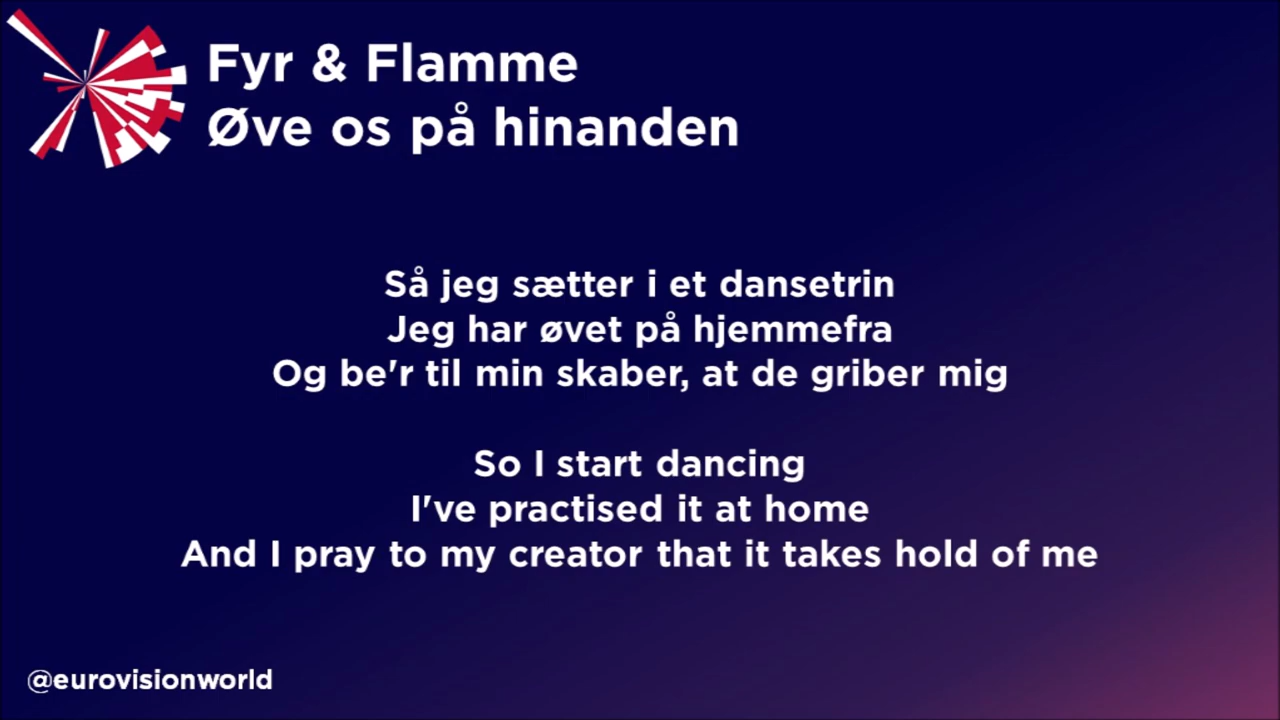 Fyr & Flamme
Øve os på hinanden
Så jeg sætter i et dansetrin
Jeg har øvet på hjemmefra
Og be'r til min skaber, at de griber mig
So I start dancing
I've practised it at home
And I pray to my creator that it takes hold of me
@eurovisionworld